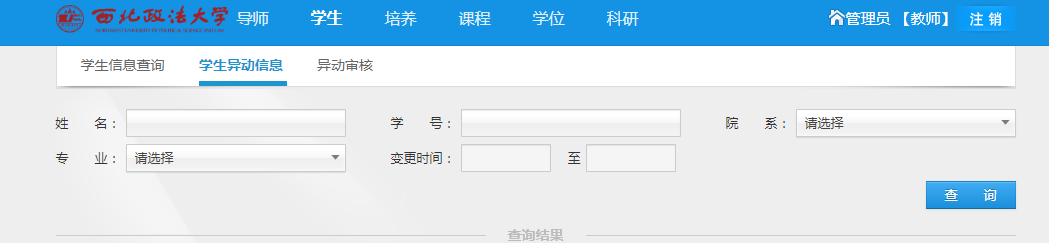 西北政法大学 导师 学生 培养 课程 学位 科研 管理员 【教师】 注 销
学生信息查询 学生异动信息 异动审核
姓 名： 学 号： 院 系： 请选择
专 业： 请选择 变更时间： 至
查 询
查询结果